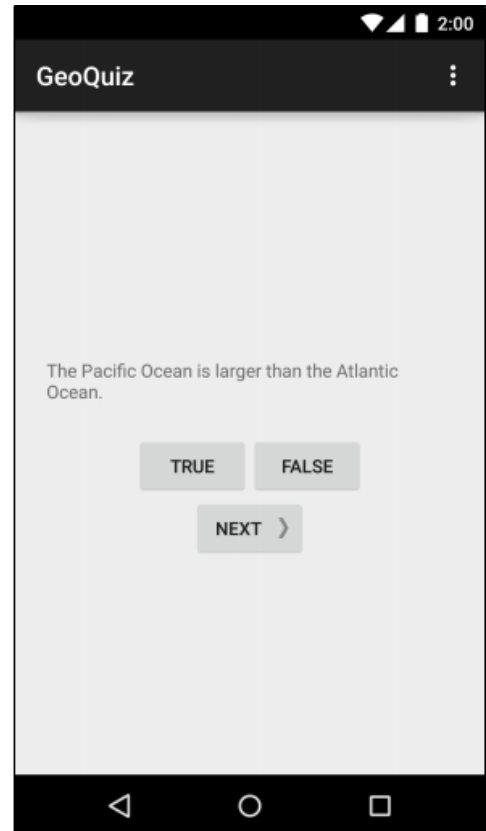 2:00
GeoQuiz
The Pacific Ocean is larger than the Atlantic
Ocean.
TRUE FALSE
NEXT